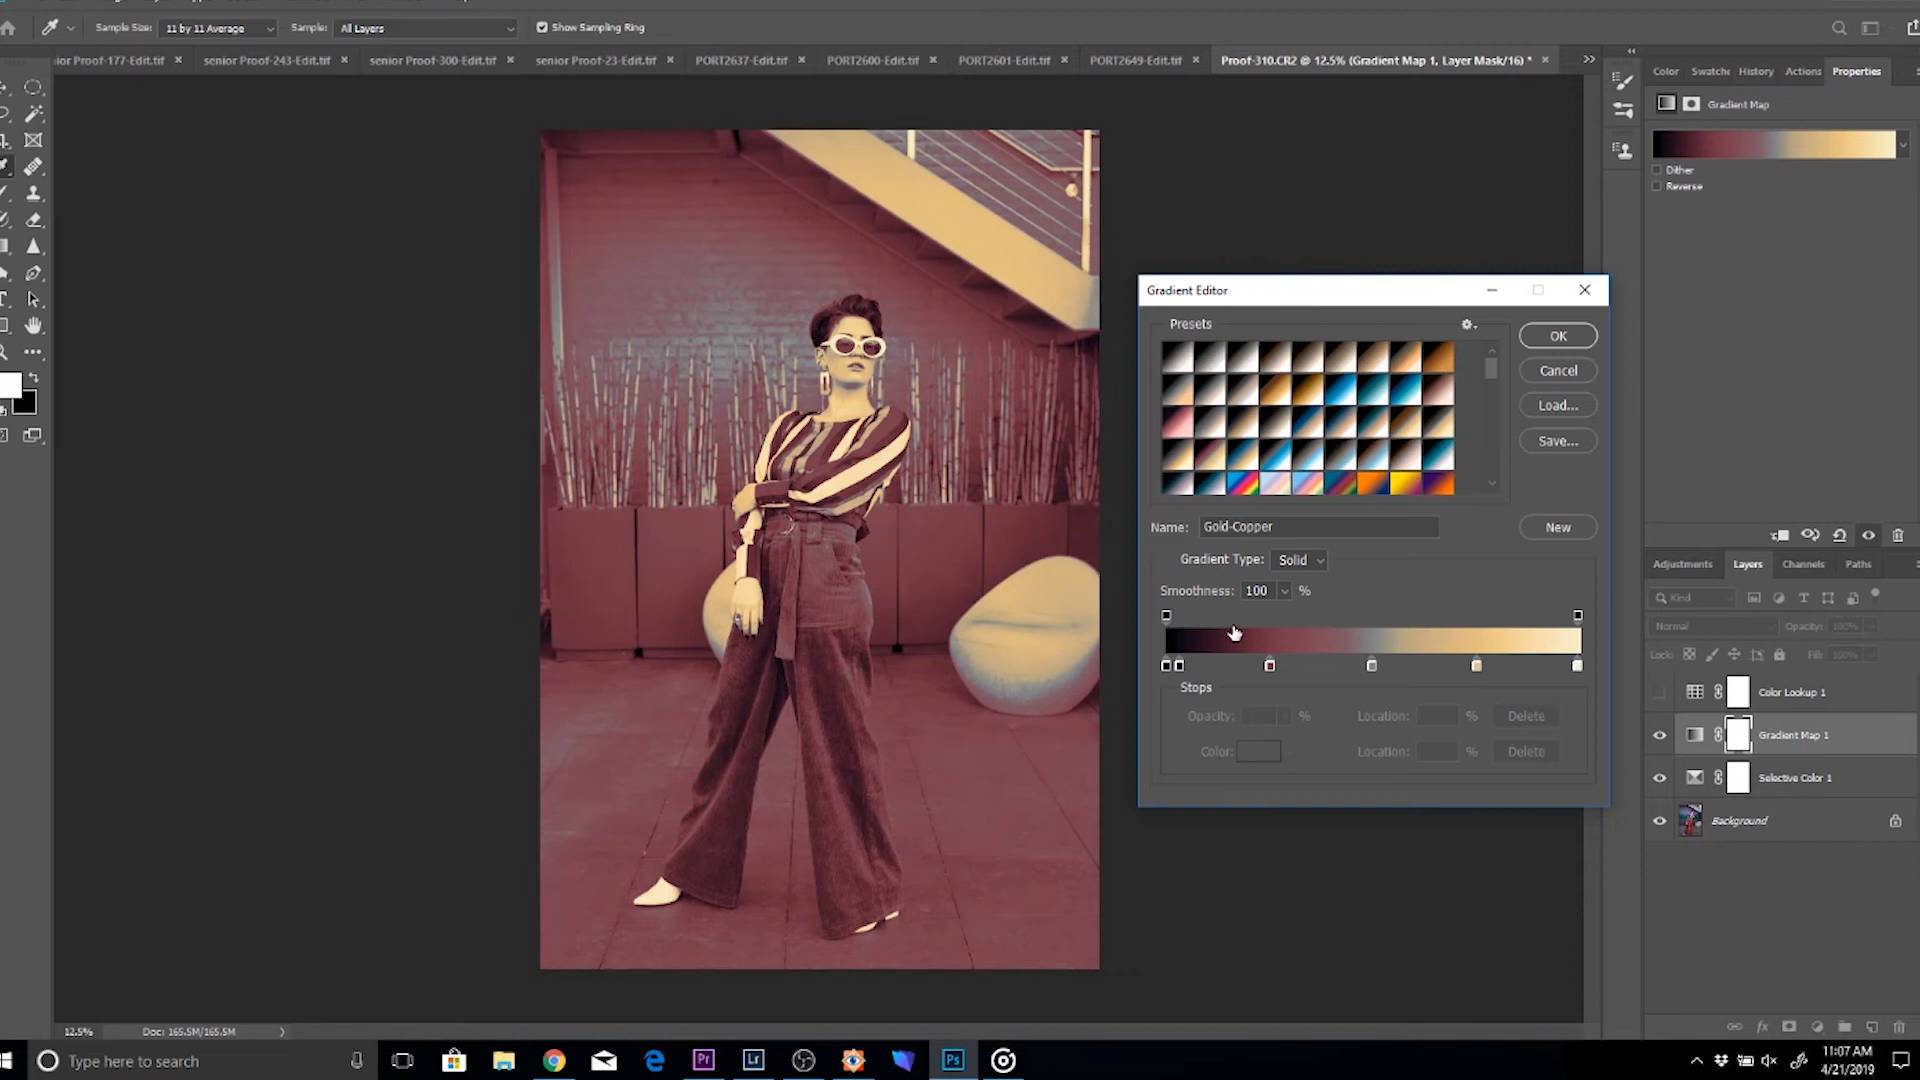 Sample Size: 11 by 11 Average Sample: All Layers Show Sampling Ring
ior Proof-177-Edit.tif × senior Proof-243-Edit.tif × senior Proof-300-Edit.tif × senior Proof-23-Edit.tif × PORT2637-Edit.tif × PORT2600-Edit.tif × PORT2601-Edit.tif × PORT2649-Edit.tif × Proof-310.CR2 @ 12.5% (Gradient Map 1, Layer Mask/16) * ×
Color Swatche History Actions Properties
Gradient Map
Dither
Reverse
Gradient Editor
Presets
OK
Cancel
Load...
Save...
Name: Gold-Copper New
Gradient Type: Solid
Smoothness: 100 %
Stops
Opacity: % Location: % Delete
Color: Location: % Delete
Adjustments Layers Channels Paths
Kind
Normal Opacity: 100%
Lock: Fill: 100%
Color Lookup 1
Gradient Map 1
Selective Color 1
Background
12.5% Doc: 165.5M/165.5M
Type here to search
Pr Lr Ps
11:07 AM
4/21/2019